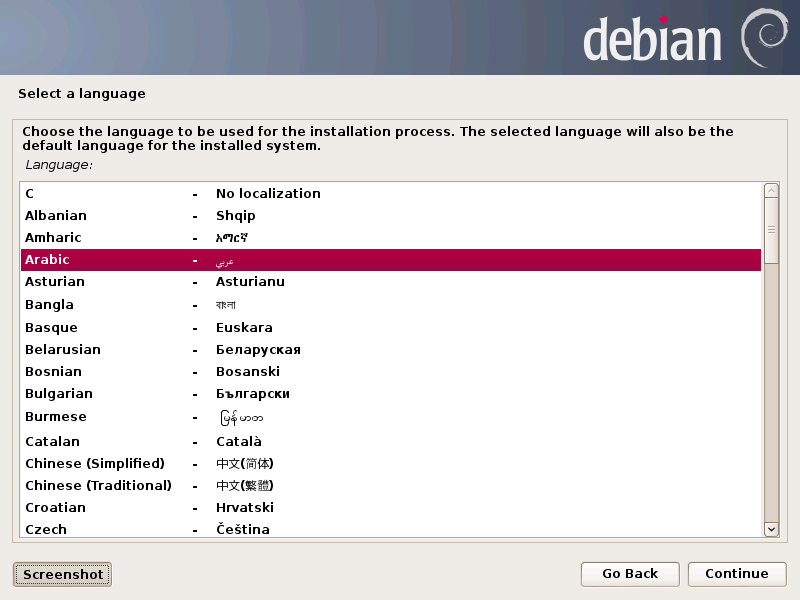 debian
Select a language
Choose the language to be used for the installation process. The selected language will also be the
default language for the installed system.
Language:
C - No localization
Albanian - Shqip
Amharic - አማርኛ
Arabic - عربي
Asturian - Asturianu
Bangla - বাংলা
Basque - Euskara
Belarusian - Беларуская
Bosnian - Bosanski
Bulgarian - Български
Burmese - မြန်မာစာ
Catalan - Català
Chinese (Simplified) - 中文(简体)
Chinese (Traditional) - 中文(繁體)
Croatian - Hrvatski
Czech - Čeština
Screenshot
Go Back
Continue